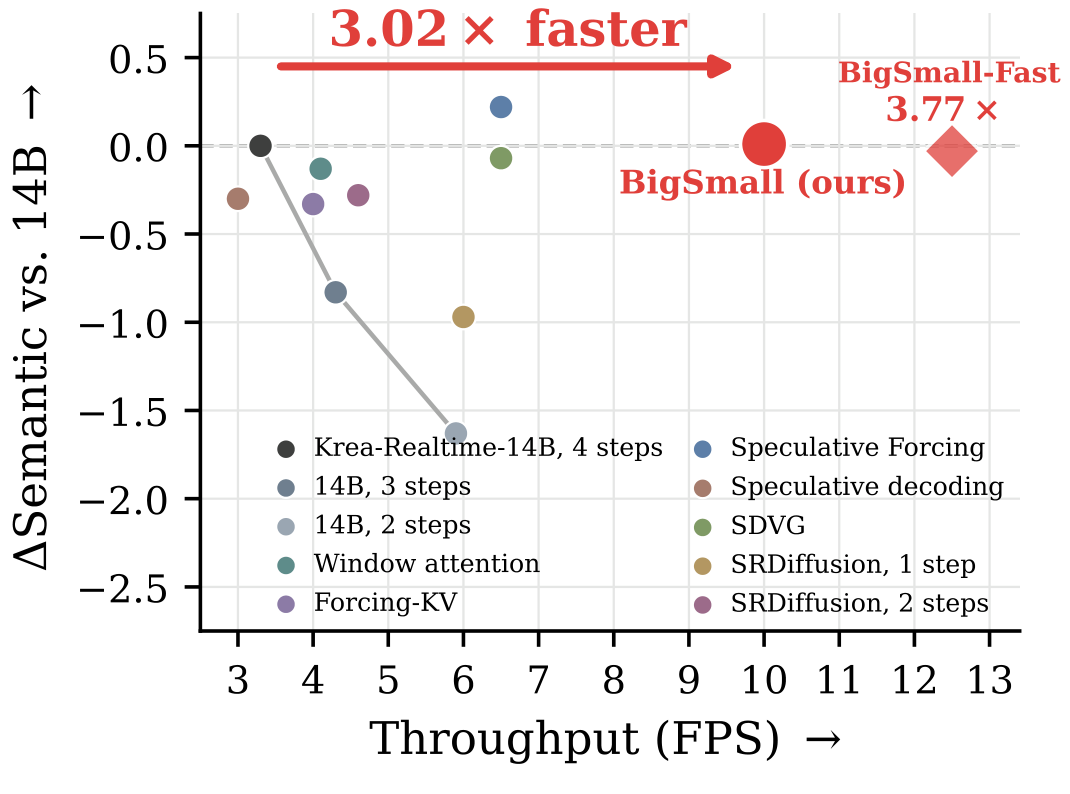 3.02 × faster
BigSmall-Fast
3.77 ×
BigSmall (ours)
ΔSemantic vs. 14B →
0.5
0.0
−0.5
−1.0
−1.5
−2.0
−2.5
Krea-Realtime-14B, 4 steps
14B, 3 steps
14B, 2 steps
Window attention
Forcing-KV
Speculative Forcing
Speculative decoding
SDVG
SRDiffusion, 1 step
SRDiffusion, 2 steps
3 4 5 6 7 8 9 10 11 12 13
Throughput (FPS) →